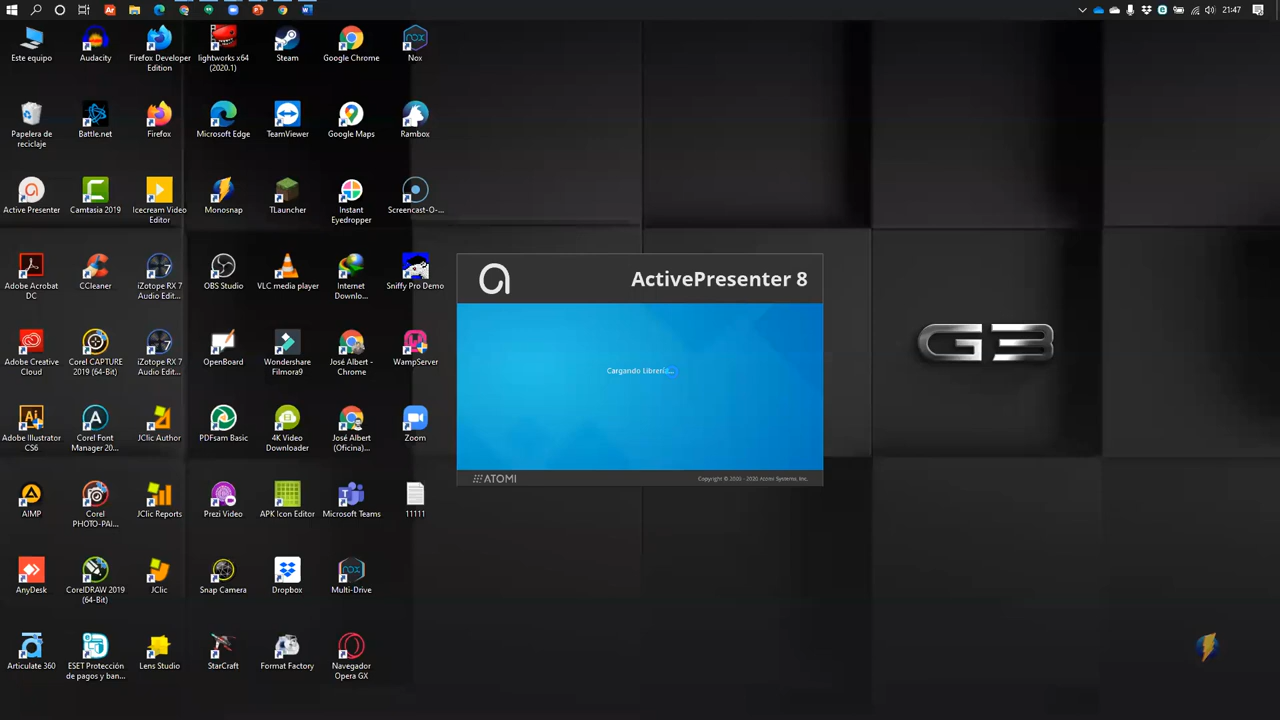 21:47
Este equipo
Audacity
Firefox Developer
Edition
lightworks x64
(2020.1)
Steam
Google Chrome
Nox
Papelera de
reciclaje
Battle.net
Firefox
Microsoft Edge
TeamViewer
Google Maps
Rambox
Active Presenter
Camtasia 2019
Icecream Video
Editor
Monosnap
TLauncher
Instant
Eyedropper
Screencast-O-...
Adobe Acrobat
DC
CCleaner
iZotope RX 7
Audio Edit...
OBS Studio
VLC media player
Internet
Downlo...
Sniffy Pro Demo
Adobe Creative
Cloud
Corel CAPTURE
2019 (64-Bit)
iZotope RX 7
Audio Edit...
OpenBoard
Wondershare
Filmora9
José Albert -
Chrome
WampServer
Adobe Illustrator
CS6
Corel Font
Manager 20...
JClic Author
PDFsam Basic
4K Video
Downloader
José Albert
(Oficina)...
Zoom
AIMP
Corel
PHOTO-PAI...
JClic Reports
Prezi Video
APK Icon Editor
Microsoft Teams
11111
AnyDesk
CorelDRAW 2019
(64-Bit)
JClic
Snap Camera
Dropbox
Multi-Drive
Articulate 360
ESET Protección
de pagos y ban...
Lens Studio
StarCraft
Format Factory
Navegador
Opera GX
ActivePresenter 8
Cargando
ATOMI
Copyright © 2003 - 2020 Atomi Systems, Inc.
G3